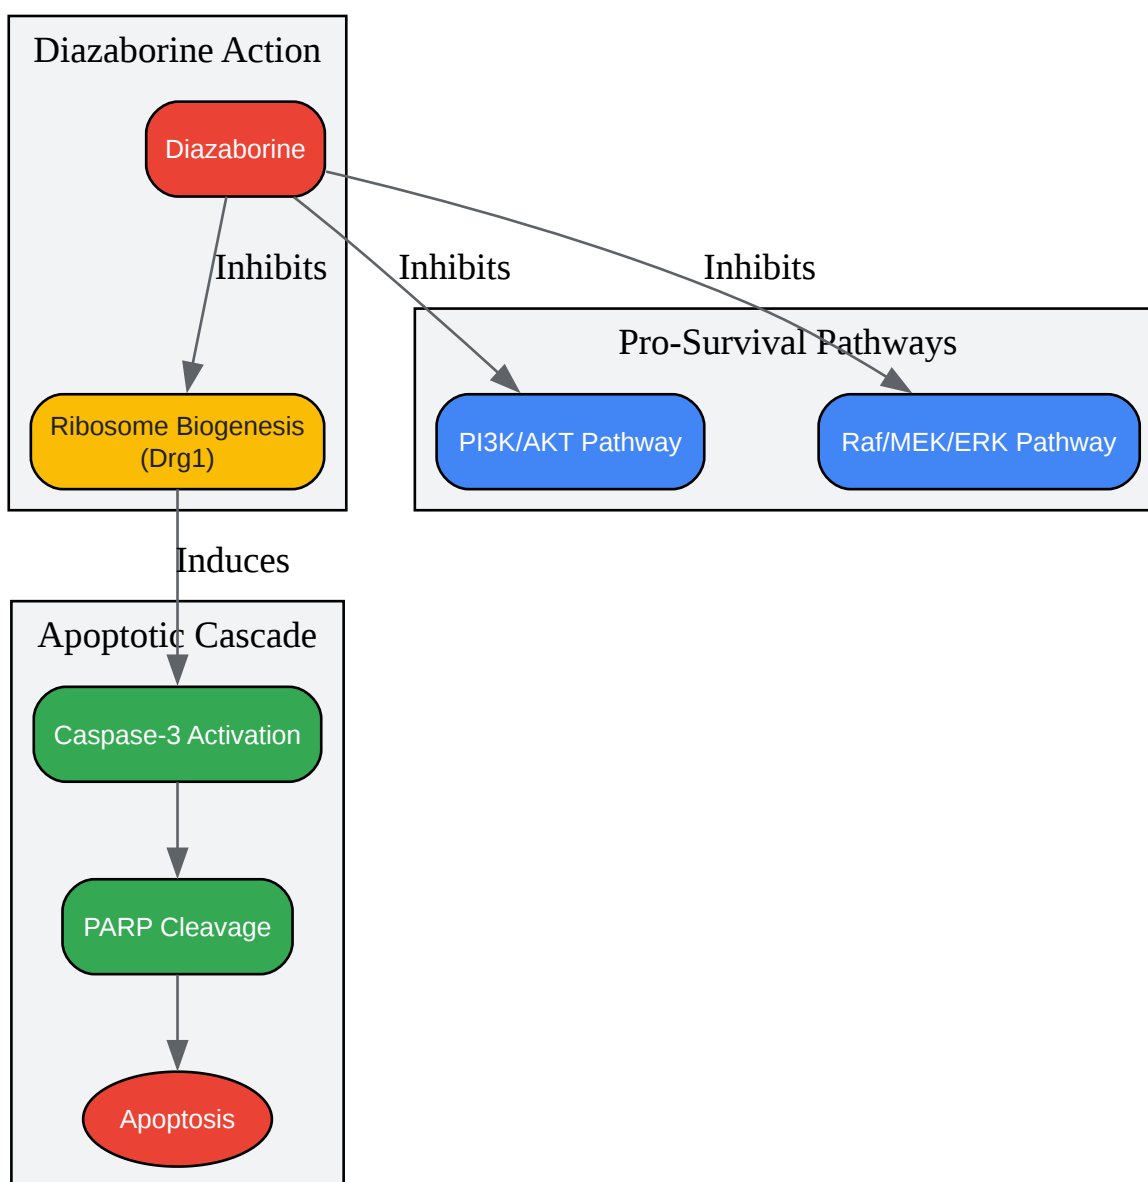 Diazaborine Action
Diazaborine
Inhibits
Inhibits
Inhibits
Pro-Survival Pathways
Ribosome Biogenesis
(Drg1)
PI3K/AKT Pathway
Raf/MEK/ERK Pathway
Induces
Apoptotic Cascade
Caspase-3 Activation
PARP Cleavage
Apoptosis